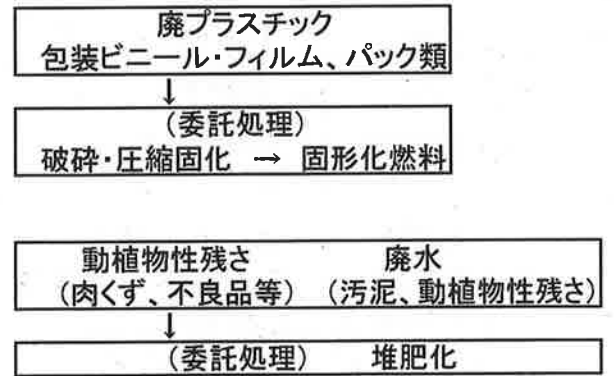 廃プラスチック
包装ビニール・フィルム、パック類
↓
(委託処理)
破砕・圧縮固化 → 固形化燃料
動植物性残さ 廃水
(肉くず、不良品等) (汚泥、動植物性残さ)
↓
(委託処理) 堆肥化